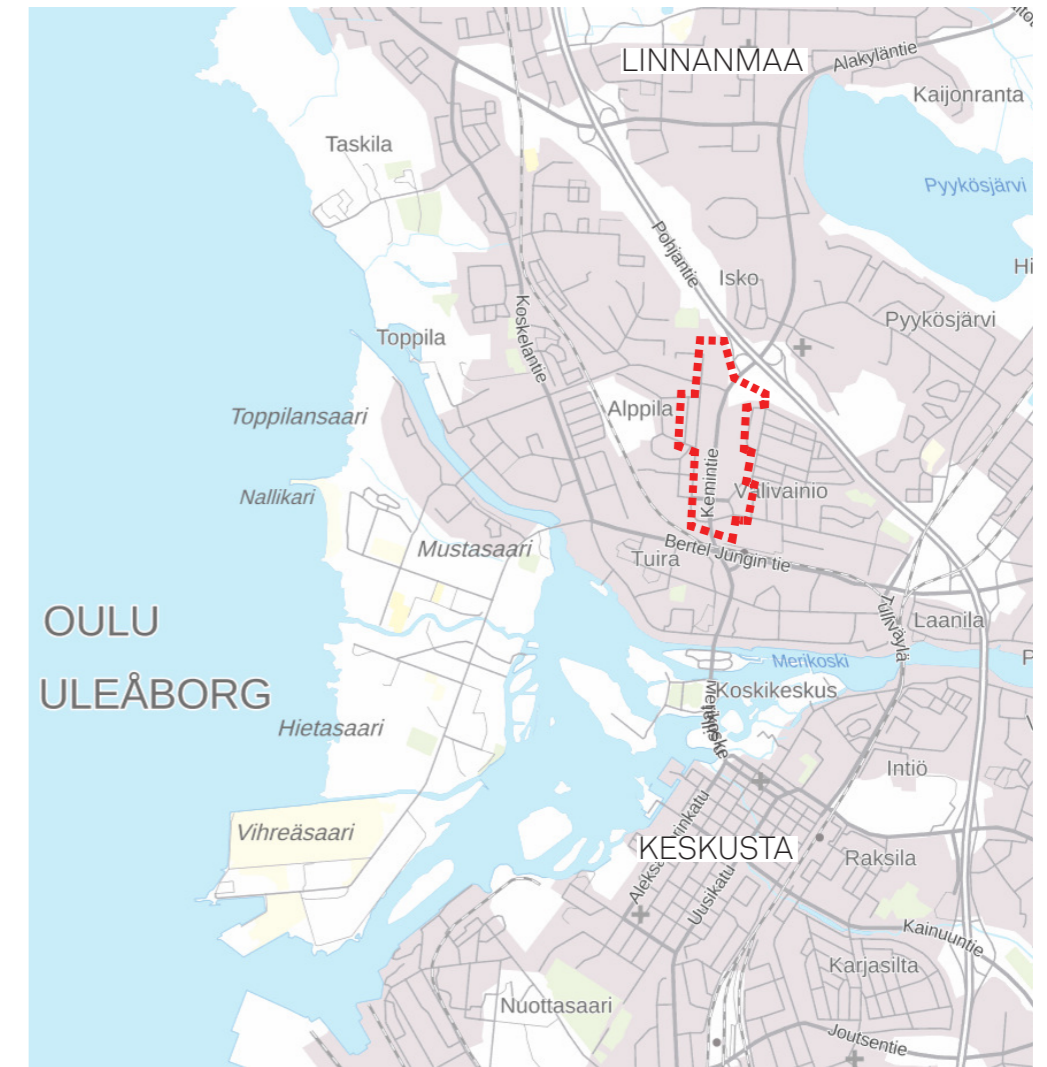 LINNANMAA
Alakyläntie
Kaijonranta
Taskila
Pyykösjärvi
Pohjantie
Isko
Hi
Koskelantie
Pyykösjärvi
Toppila
Alppila
Toppilansaari
Kemintie
Välivainio
Nallikari
Mustasaari
Bertel Jungin tie
Tuira
OULU
Tulliväylä
Laanila
Merikoski
P
ULEÅBORG
Koskikeskus
Hietasaari
Intiö
Vihreäsaari
KESKUSTA
Raksila
Uusikatu
Kainuuntie
Karjasilta
Nuottasaari
Joutsentie